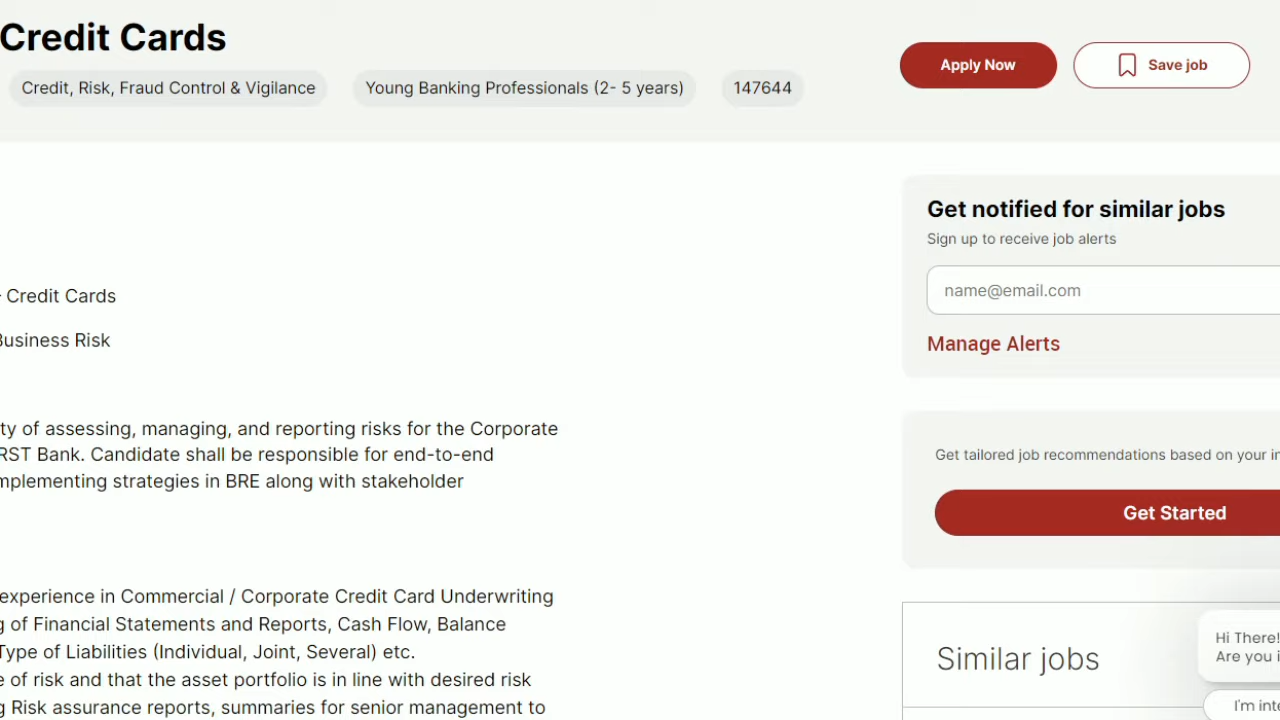 Credit Cards
Apply Now
Save job
Credit, Risk, Fraud Control & Vigilance
Young Banking Professionals (2- 5 years)
147644
Get notified for similar jobs
Sign up to receive job alerts
name@email.com
Manage Alerts
- Credit Cards
Business Risk
ty of assessing, managing, and reporting risks for the Corporate
RST Bank. Candidate shall be responsible for end-to-end
mplementing strategies in BRE along with stakeholder
Get tailored job recommendations based on your in
Get Started
experience in Commercial / Corporate Credit Card Underwriting
g of Financial Statements and Reports, Cash Flow, Balance
Type of Liabilities (Individual, Joint, Several) etc.
e of risk and that the asset portfolio is in line with desired risk
g Risk assurance reports, summaries for senior management to
Similar jobs
Hi There!
Are you i
I'm inte